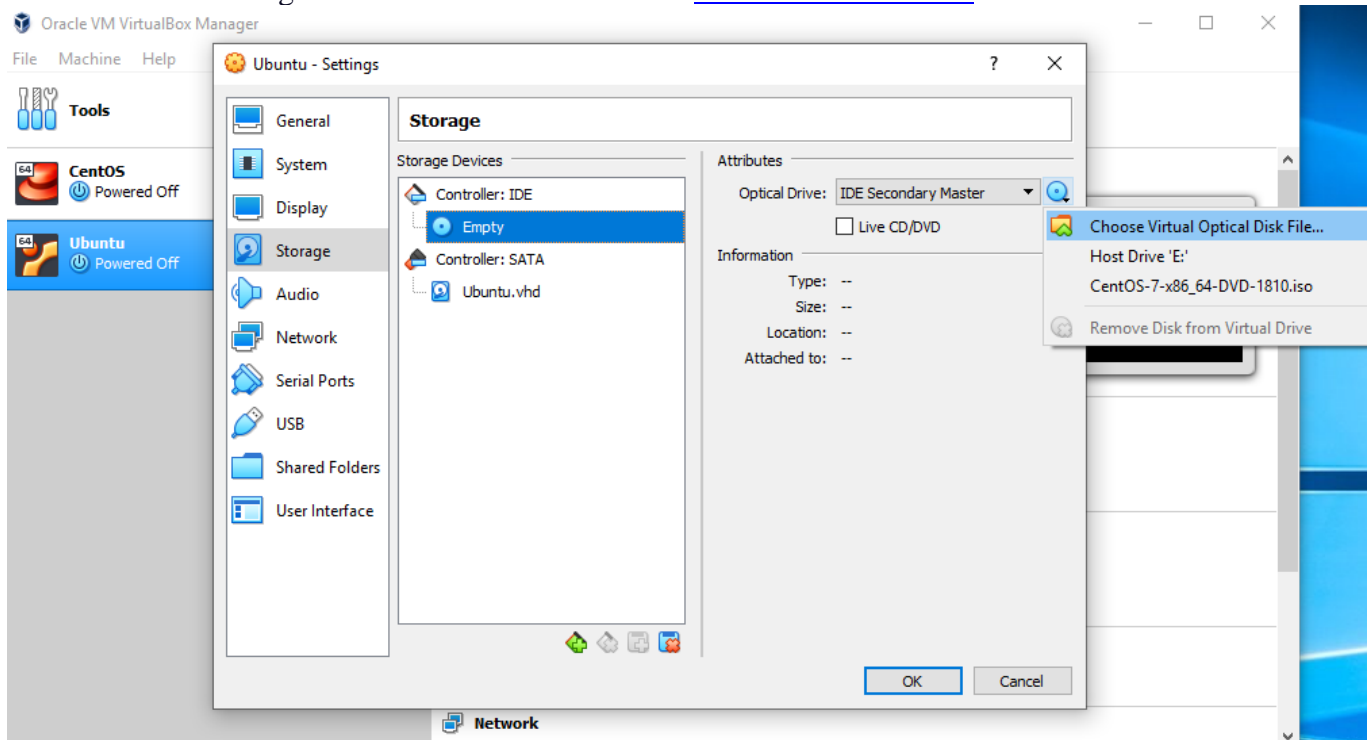 Oracle VM VirtualBox Manager
File Machine Help
Tools
64
CentOS
Powered Off
64
Ubuntu
Powered Off
Ubuntu - Settings
?
General
System
Display
Storage
Audio
Network
Serial Ports
USB
Shared Folders
User Interface
Storage
Storage Devices
Controller: IDE
Empty
Controller: SATA
Ubuntu.vhd
Attributes
Optical Drive: IDE Secondary Master
Live CD/DVD
Information
Type: --
Size: --
Location: --
Attached to: --
Choose Virtual Optical Disk File...
Host Drive 'E:'
CentOS-7-x86_64-DVD-1810.iso
Remove Disk from Virtual Drive
OK Cancel
Network